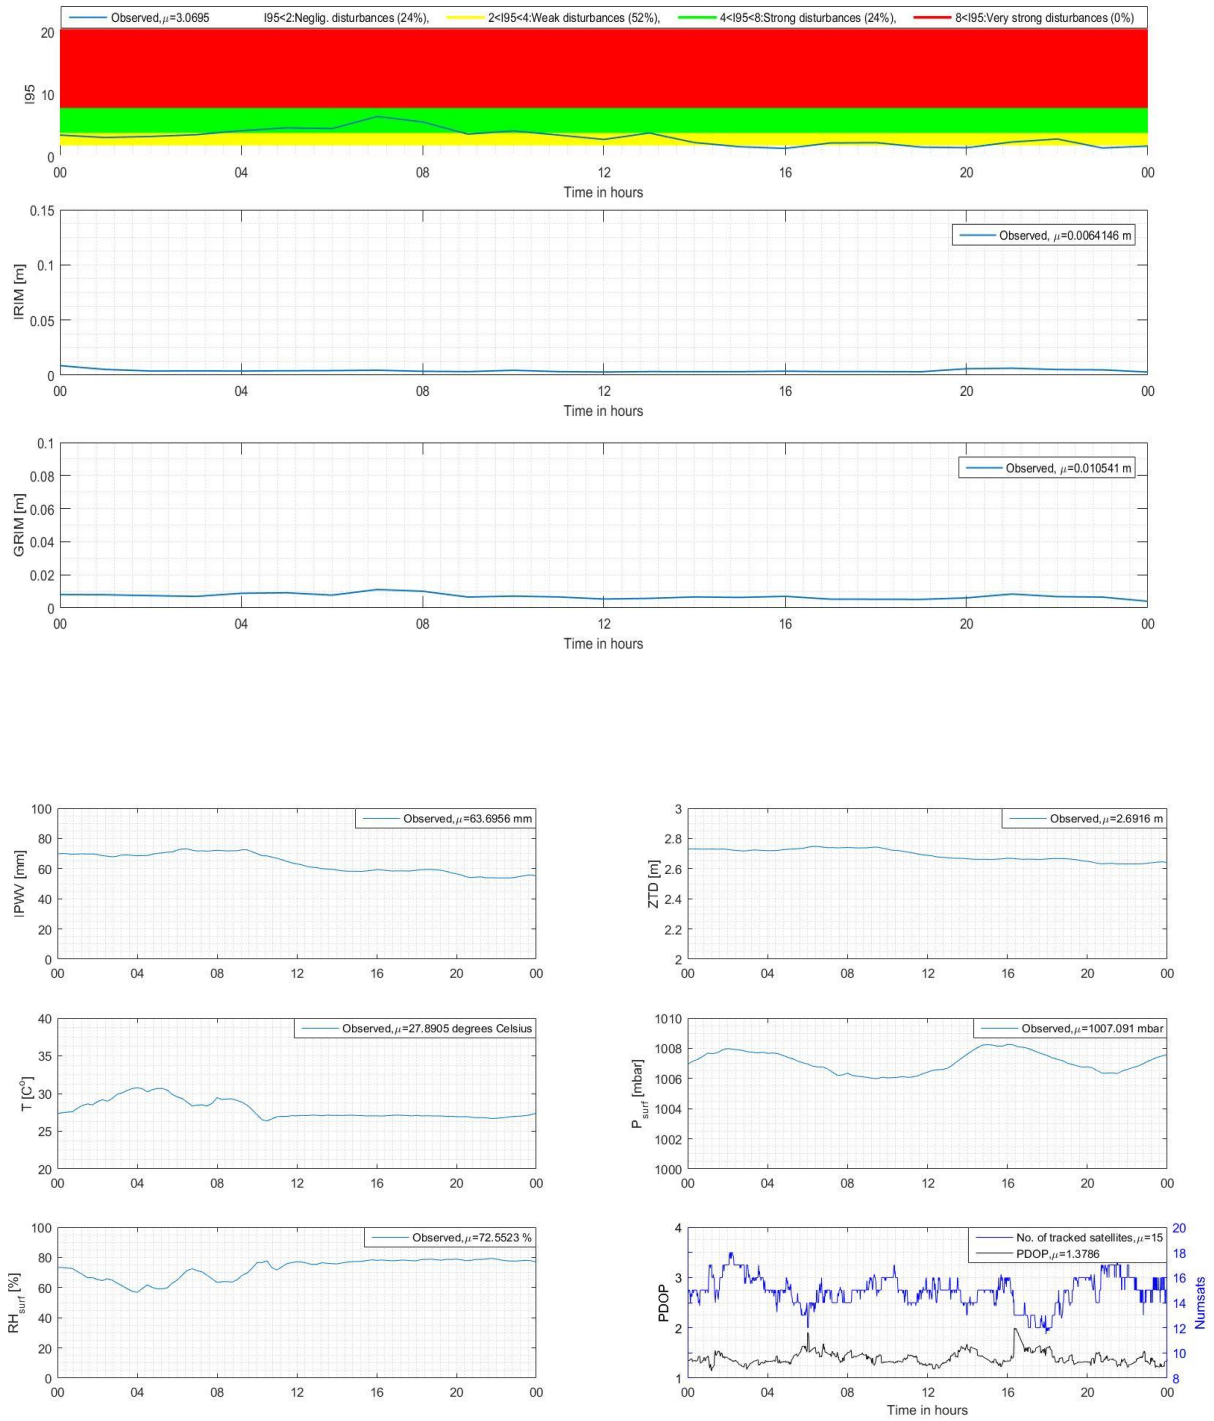 Observed,μ=3.0695 I95<2:Neglig. disturbances (24%), 2<I95<4:Weak disturbances (52%), 4<I95<8:Strong disturbances (24%), 8<I95:Very strong disturbances (0%)
20
10
0
I95
00 04 08 12 16 20 00
Time in hours
0.15
0.1
0.05
0
IRIM [m]
Observed, μ=0.0064146 m
00 04 08 12 16 20 00
Time in hours
0.1
0.08
0.06
0.04
0.02
0
GRIM [m]
Observed, μ=0.010541 m
00 04 08 12 16 20 00
Time in hours
100
80
60
40
20
0
IPWV [mm]
Observed,μ=63.6956 mm
00 04 08 12 16 20 00
3
2.8
2.6
2.4
2.2
2
ZTD [m]
Observed,μ=2.6916 m
00 04 08 12 16 20 00
40
35
30
25
20
T [C°]
Observed,μ=27.8905 degrees Celsius
00 04 08 12 16 20 00
1010
1008
1006
1004
1002
1000
P surf [mbar]
Observed,μ=1007.091 mbar
00 04 08 12 16 20 00
100
80
60
40
20
0
RH surf [%]
Observed,μ=72.5523 %
00 04 08 12 16 20 00
4
3
2
1
PDOP
No. of tracked satellites,μ=15
PDOP,μ=1.3786
20
18
16
14
12
10
8
Numsats
00 04 08 12 16 20 00
Time in hours